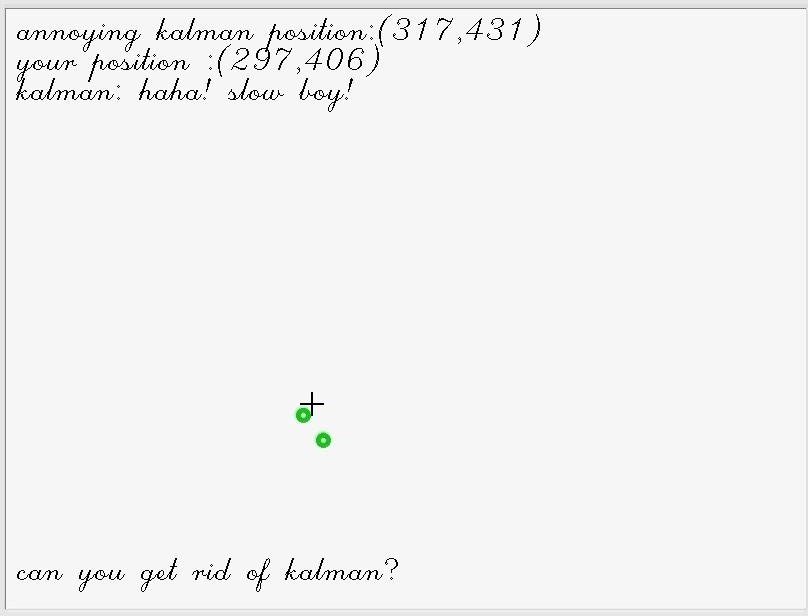 annoying kalman position:(317,431)
your position :(297,406)
kalman: haha! slow boy!
can you get rid of kalman?